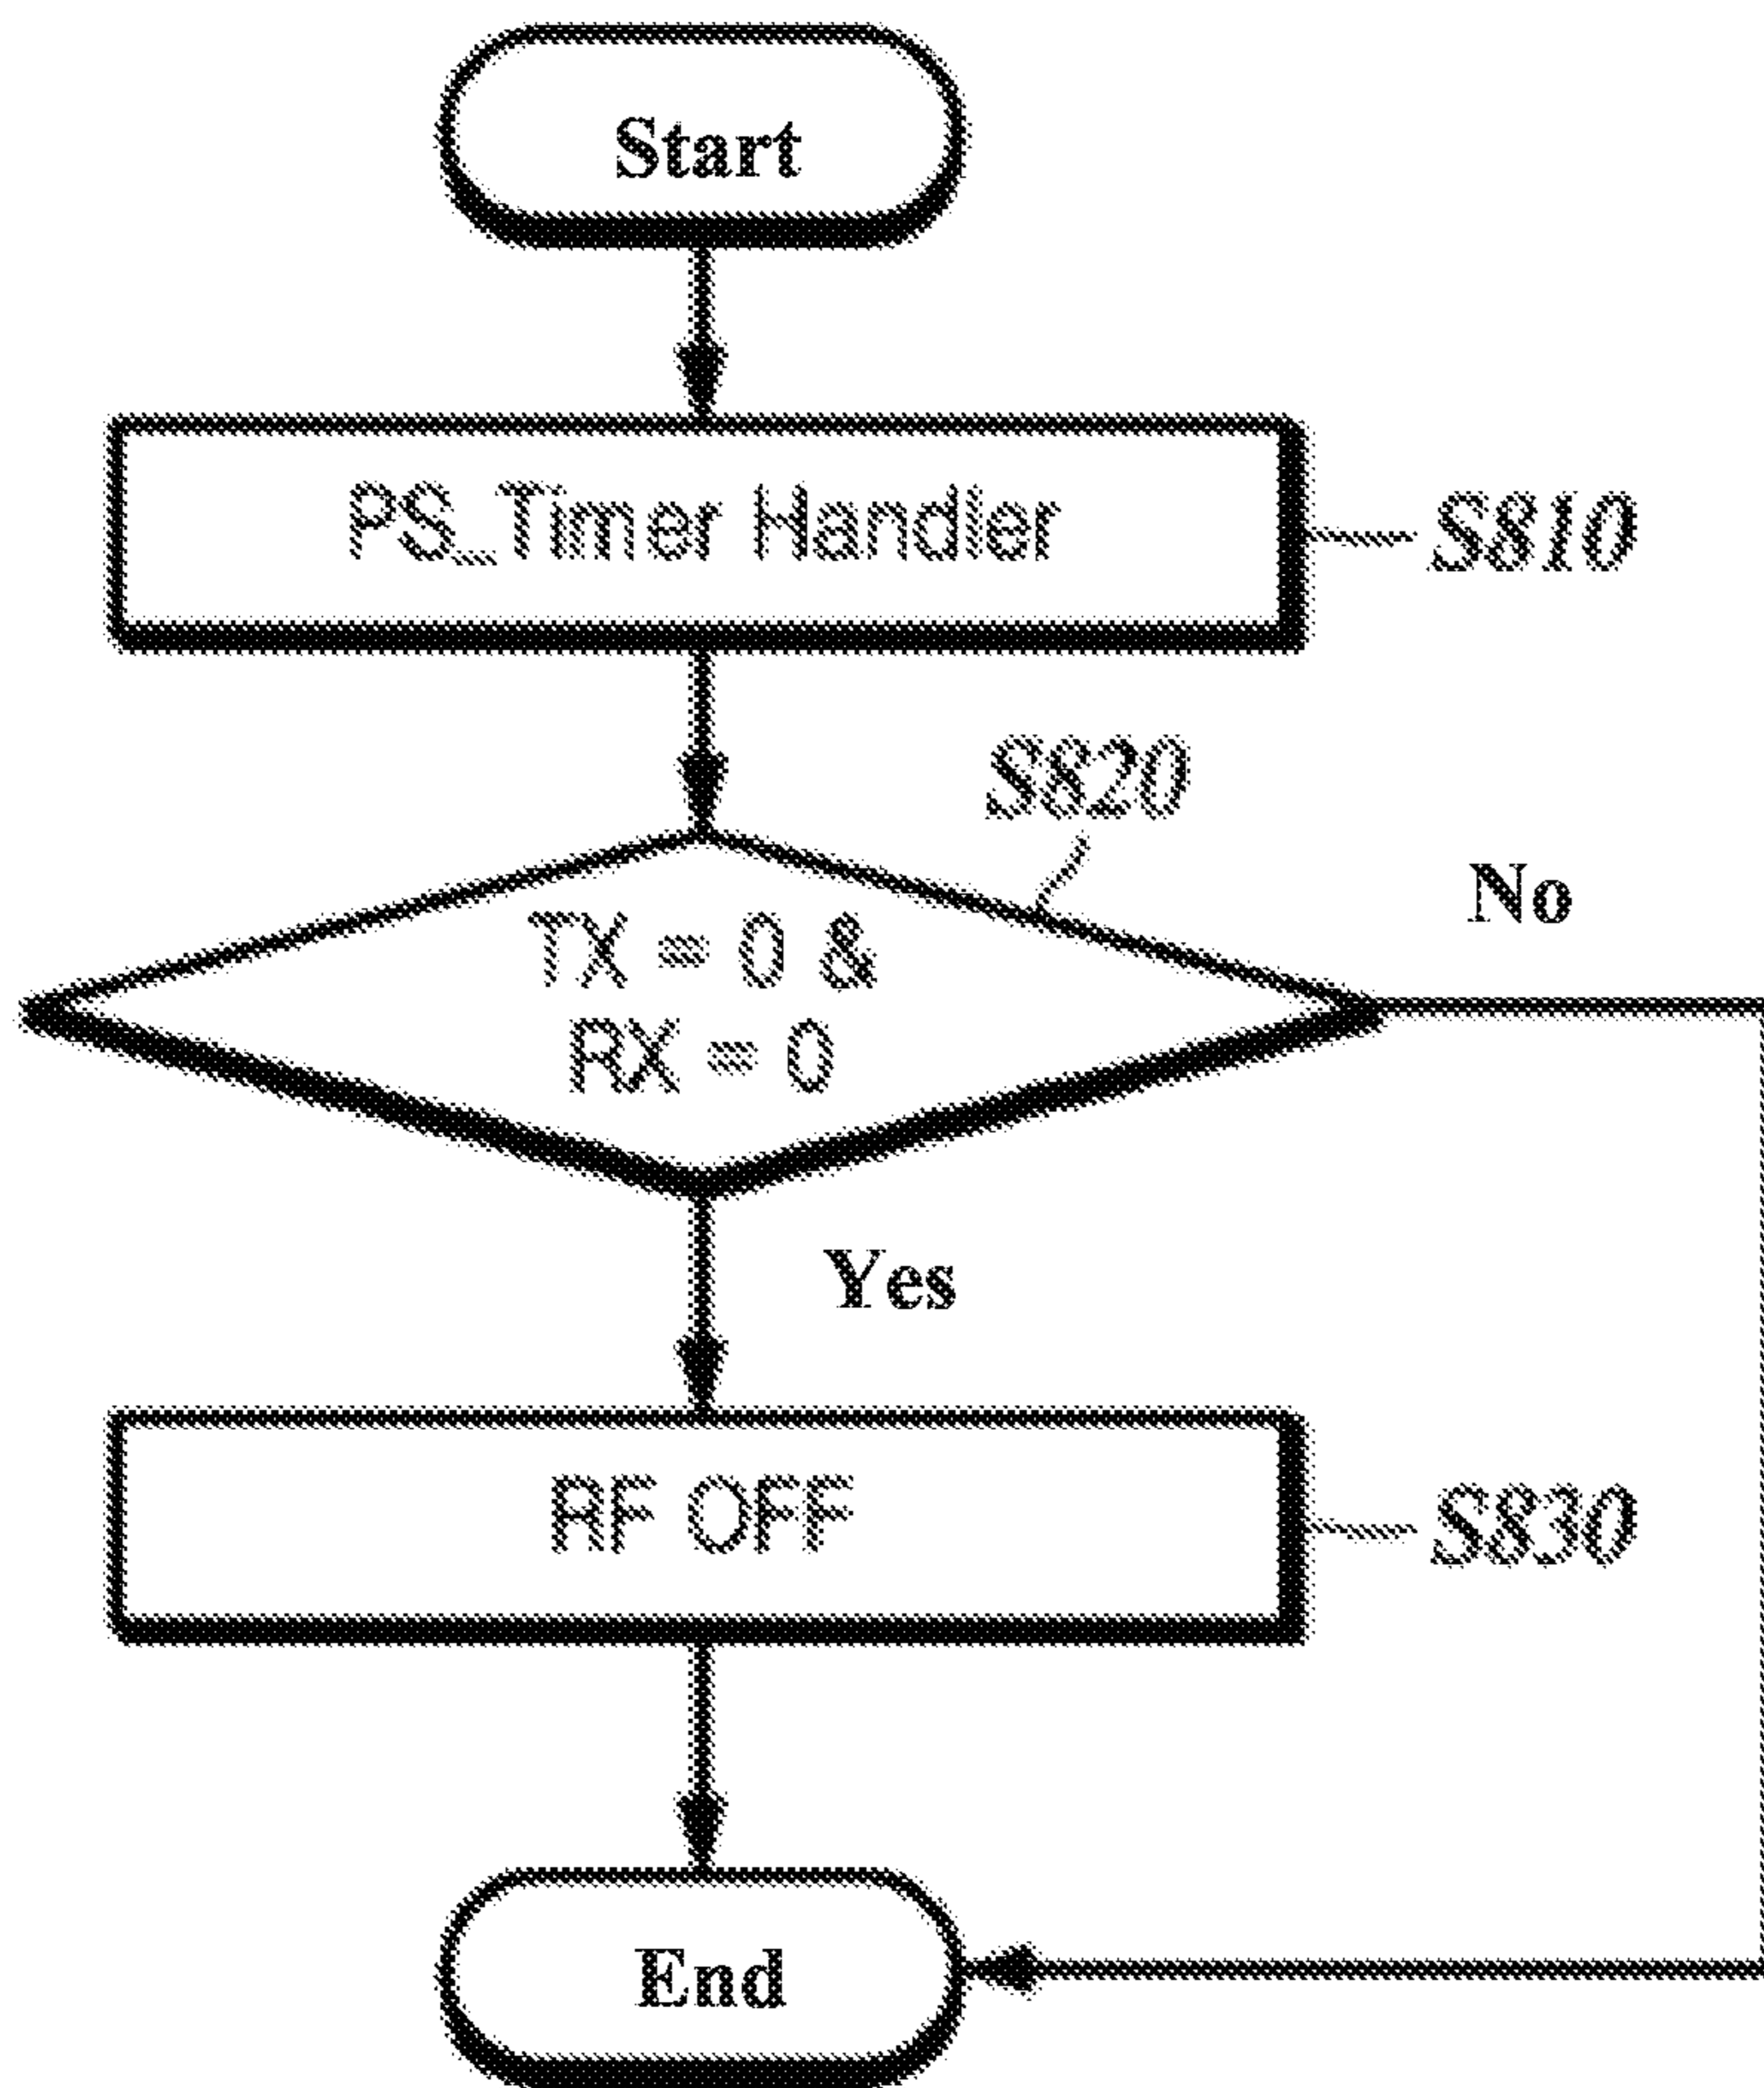 Start
PS_Timer Handler
S810
S820
No
TX = 0 &
RX = 0
Yes
RF OFF
S830
End